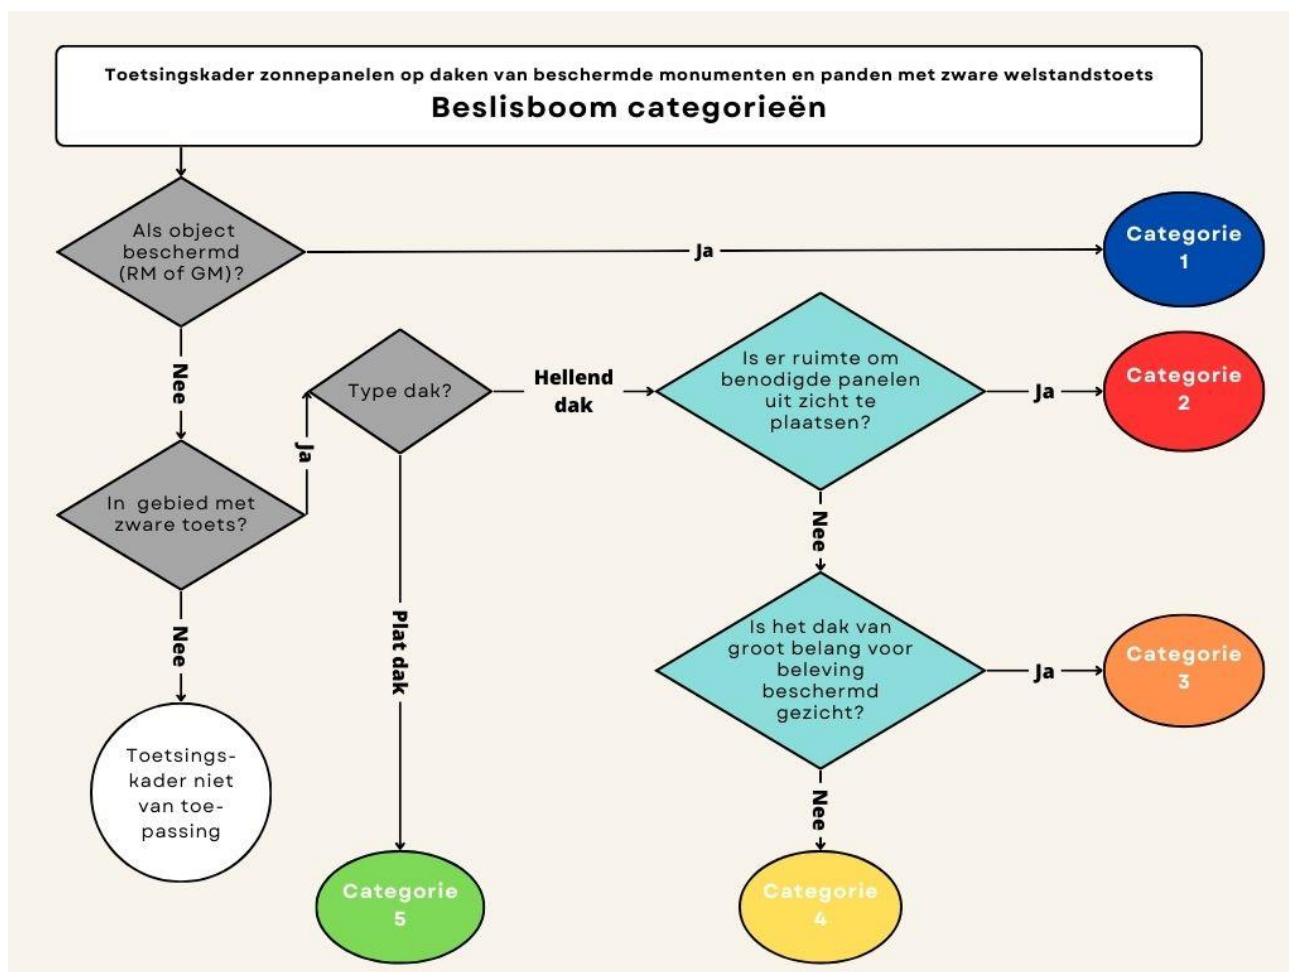 Toetsingskader zonnepanelen op daken van beschermde monumenten en panden met zware welstandstoets
Beslisboom categorieën
Als object
beschermd
(RM of GM)?
Ja
Categorie
1
Nee
Type dak?
Hellend
dak
Is er ruimte om
benodigde panelen
uit zicht te
plaatsen?
Ja
Categorie
2
Ja
In gebied met
zware toets?
Nee
Nee
Plat dak
Is het dak van
groot belang voor
beleving
beschermd
gezicht?
Ja
Categorie
3
Toetsings-
kader niet
van toe-
passing
Nee
Categorie
5
Categorie
4